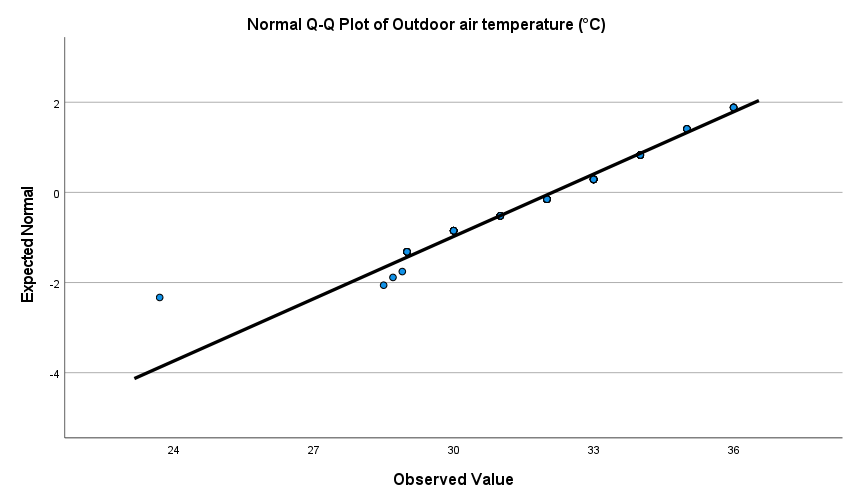 Normal Q-Q Plot of Outdoor air temperature (°C)
2
0
-2
-4
Expected Normal
24 27 30 33 36
Observed Value